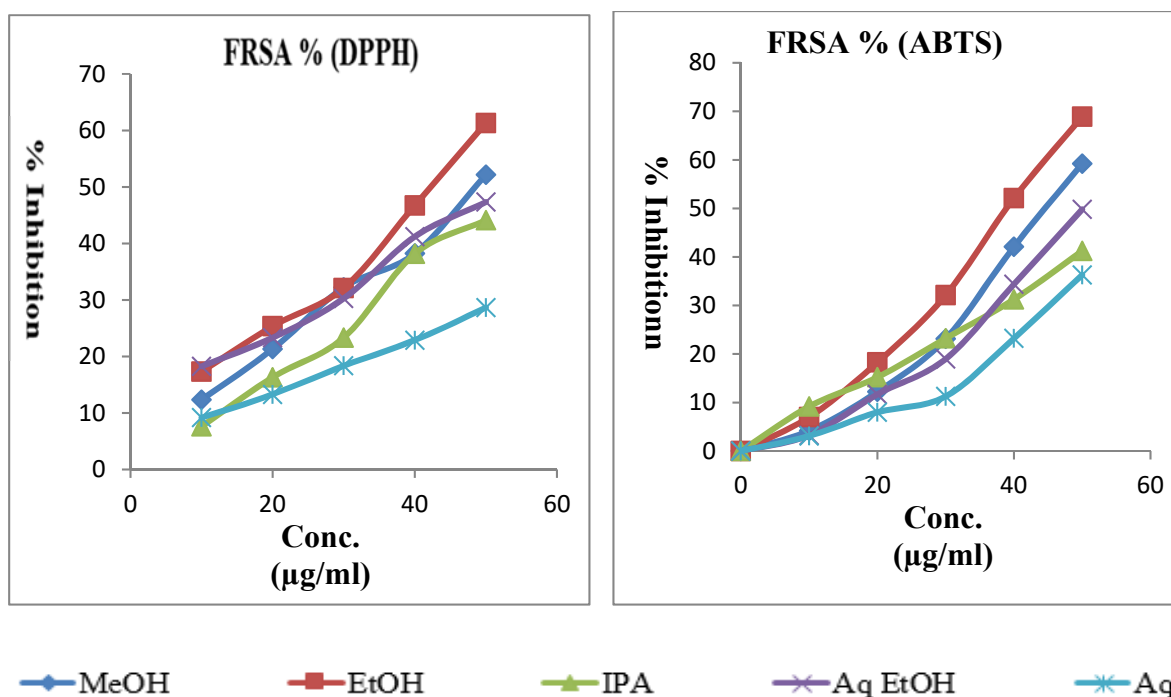 FRSA % (DPPH)
% Inhibition
70
60
50
40
30
20
10
0
0 20 40 60
Conc.
(µg/ml)
FRSA % (ABTS)
% Inhibitionn
80
70
60
50
40
30
20
10
0
0 20 40 60
Conc.
(µg/ml)
MeOH EtOH IPA Aq EtOH Aq